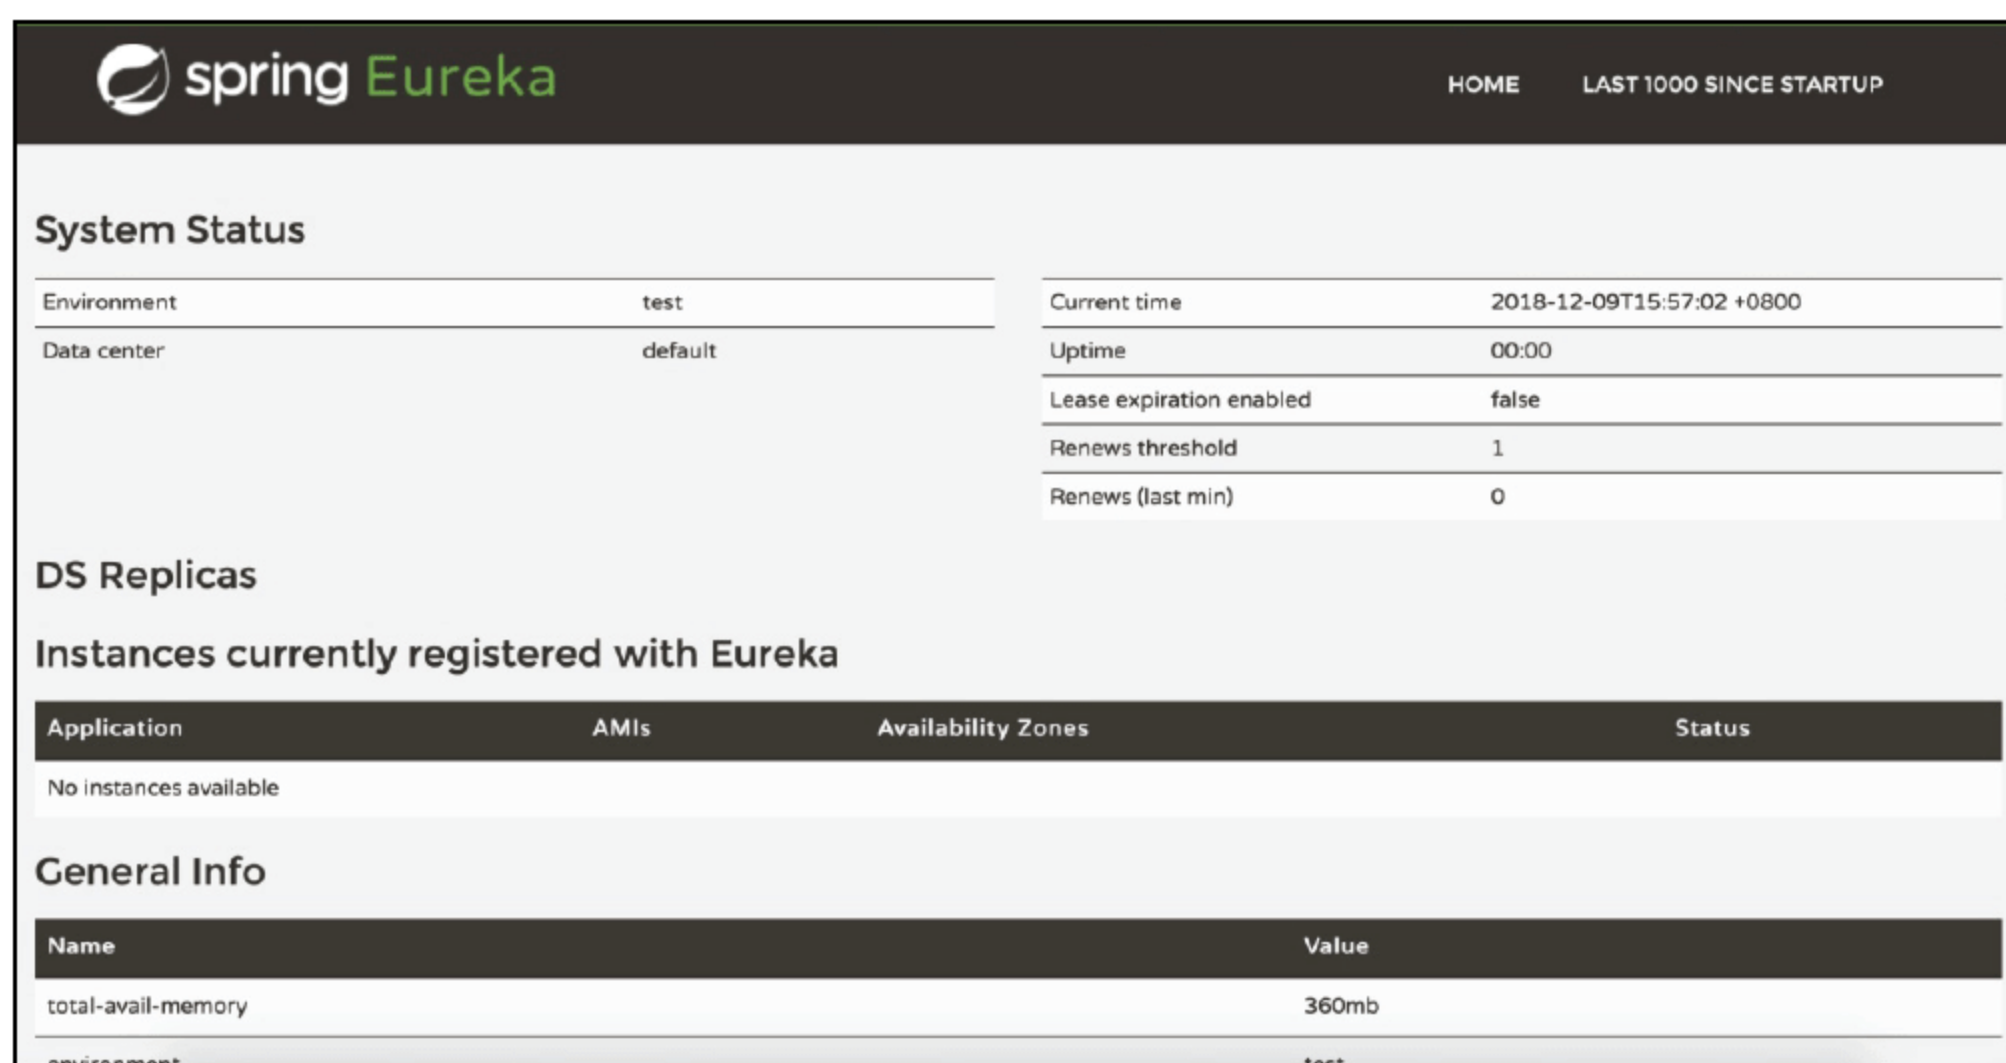 spring Eureka
HOME LAST 1000 SINCE STARTUP
System Status
Environment test
Data center default
Current time 2018-12-09T15:57:02 +0800
Uptime 00:00
Lease expiration enabled false
Renews threshold 1
Renews (last min) 0
DS Replicas
Instances currently registered with Eureka
Application AMIs Availability Zones Status
No instances available
General Info
Name Value
total-avail-memory 360mb
environment test